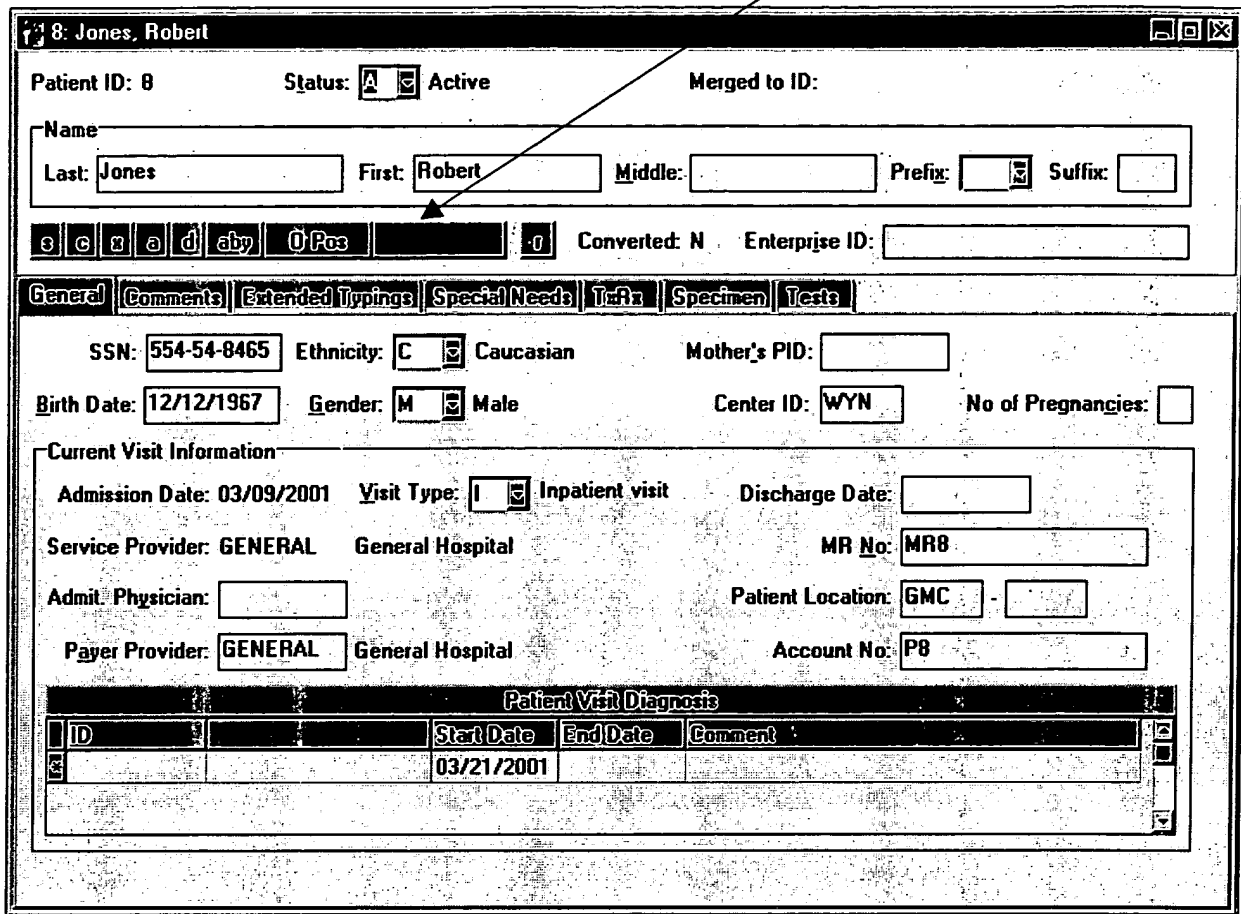 8: Jones, Robert
Patient ID: 8 Status: A Active Merged to ID:
Name
Last: Jones First: Robert Middle: Prefix: Suffix:
s c x a d aby O Pos -r Converted: N Enterprise ID:
General Comments Extended Typings Special Needs TxRx Specimen Tests
SSN: 554-54-8465 Ethnicity: C Caucasian Mother's PID:
Birth Date: 12/12/1967 Gender: M Male Center ID: WYN No of Pregnancies:
Current Visit Information
Admission Date: 03/09/2001 Visit Type: I Inpatient visit Discharge Date:
Service Provider: GENERAL General Hospital MR No: MR8
Admit. Physician: Patient Location: GMC -
Payer Provider: GENERAL General Hospital Account No: P8
Patient Visit Diagnosis
ID Start Date End Date Comment
03/21/2001